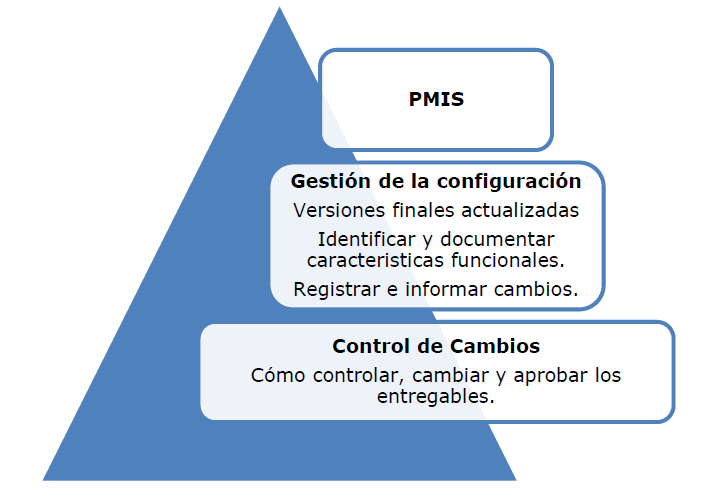 PMIS
Gestión de la configuración
Versiones finales actualizadas
Identificar y documentar
caracteristicas funcionales.
Registrar e informar cambios.
Control de Cambios
Cómo controlar, cambiar y aprobar los
entregables.